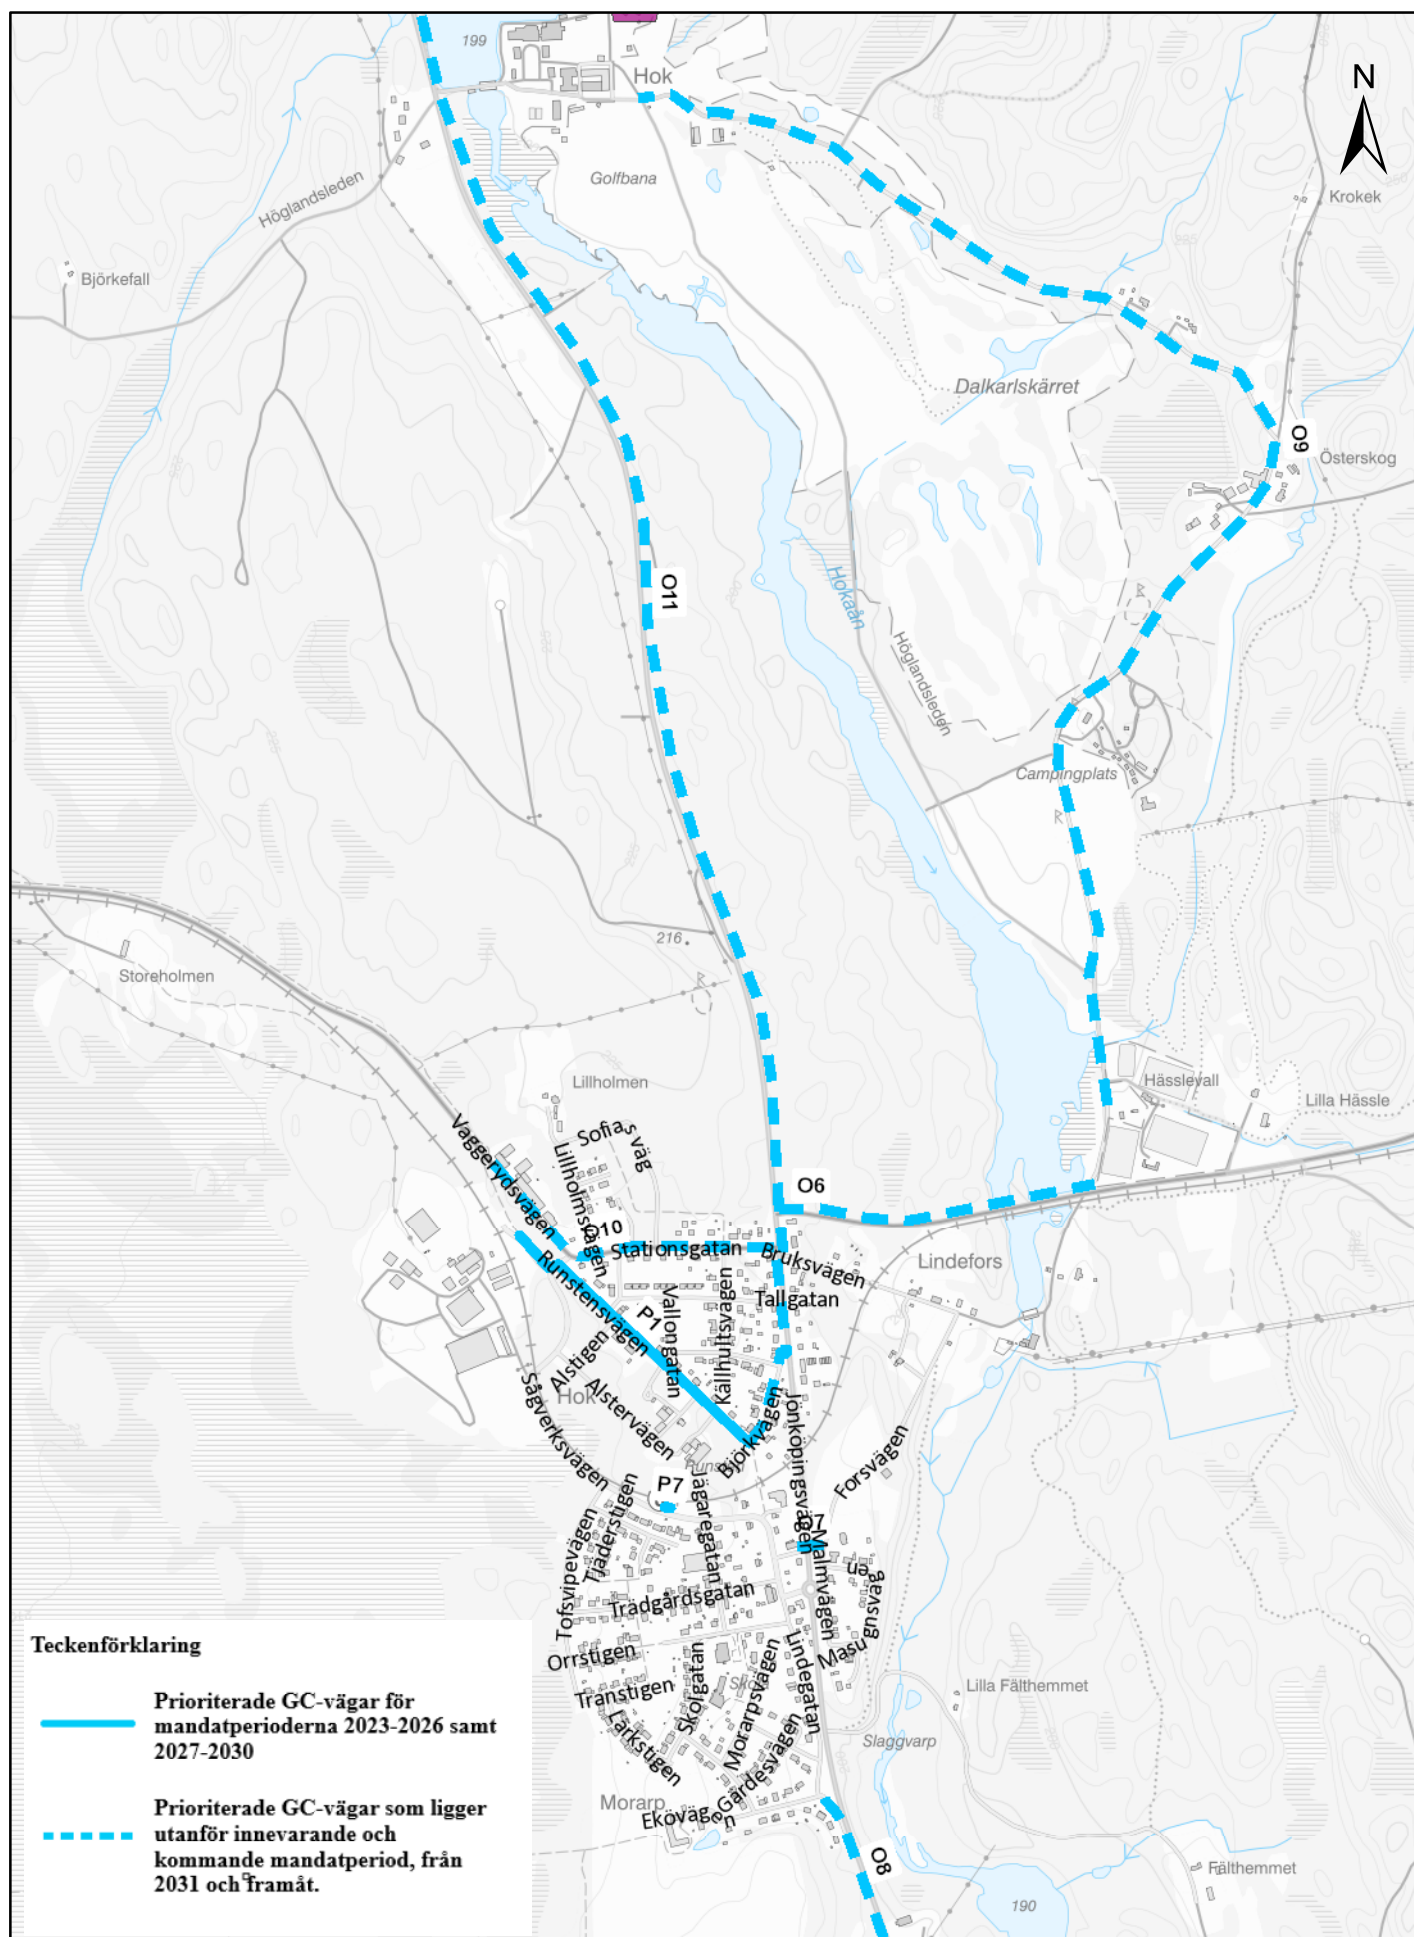 199
Hok
N
Golfbana
Krokek
Höglandsleden
Björkefall
Dalkarlskärret
O9
Österskog
O11
Hokaån
Höglandsleden
Campingplats
216
Storeholmen
Lillholmen
Hässlevall
Lilla Hässle
Sofias väg
Vaggerydsvägen
Lillholmsvägen
O6
O10
Stationsgatan
Bruksvägen
Lindefors
Runstensvägen
Tallgatan
P1
Vallongatan
Källhultsvägen
Alstigen
Hok
Alstervägen
Sågverksvägen
Björkvägen
Jönköpingsvägen
Forsvägen
P7
Jägaregatan
Tjäderstigen
Tofsvipevägen
O7
Malmvägen
Masugnsvägen
Trädgårdsgatan
Orrstigen
Transtigen
Skolgatan
Morarpsvägen
Lindegatan
Lärkstigen
Gärdesvägen
Ekövägen
Morarp
Lilla Fälthemmet
Slaggvarp
O8
Fälthemmet
190
Teckenförklaring
Prioriterade GC-vägar för
mandatperioderna 2023-2026 samt
2027-2030
Prioriterade GC-vägar som ligger
utanför innevarande och
kommande mandatperiod, från
2031 och framåt.